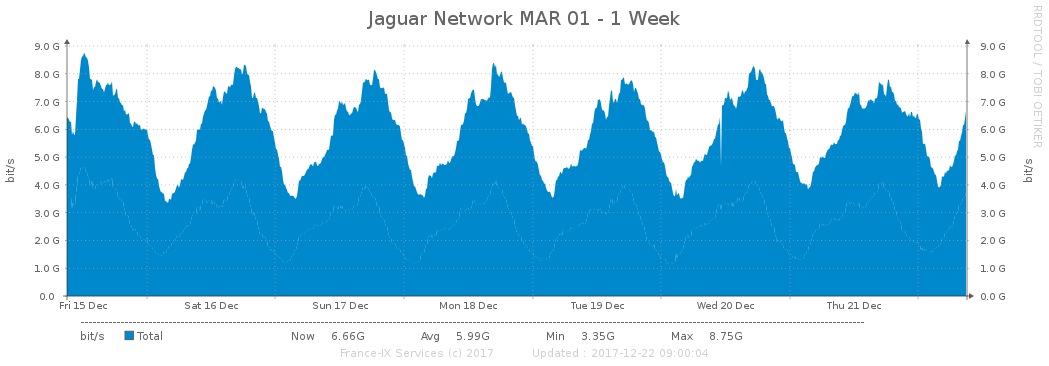 Jaguar Network MAR 01 - 1 Week
RRDTOOL / TOBI OETIKER
bit/s
9.0 G 9.0 G
8.0 G 8.0 G
7.0 G 7.0 G
6.0 G 6.0 G
5.0 G 5.0 G
4.0 G 4.0 G
3.0 G 3.0 G
2.0 G 2.0 G
1.0 G 1.0 G
0.0 0.0 G
bit/s
Fri 15 Dec Sat 16 Dec Sun 17 Dec Mon 18 Dec Tue 19 Dec Wed 20 Dec Thu 21 Dec
bit/s Total Now 6.66G Avg 5.99G Min 3.35G Max 8.75G
France-IX Services (c) 2017 Updated : 2017-12-22 09:00:04